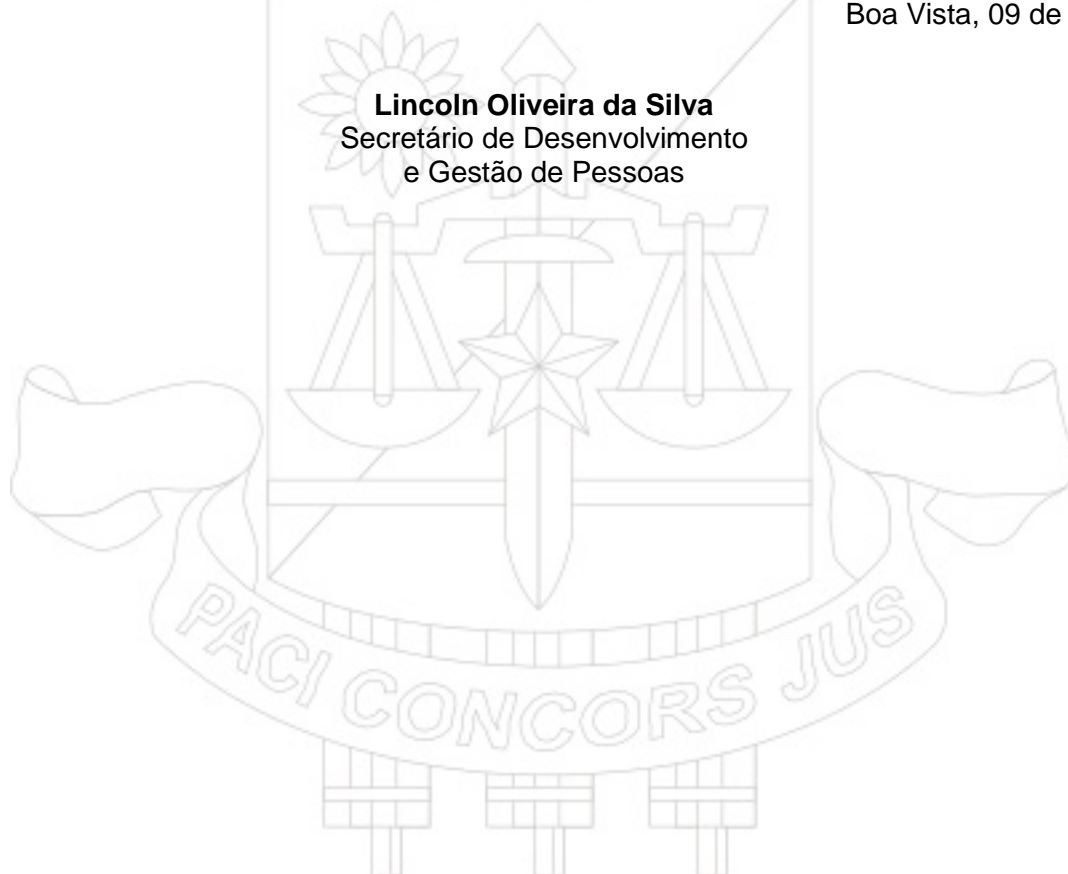 Boa Vista, 09 de
Lincoln Oliveira da Silva
Secretário de Desenvolvimento
e Gestão de Pessoas
PACI CONCORS JUS